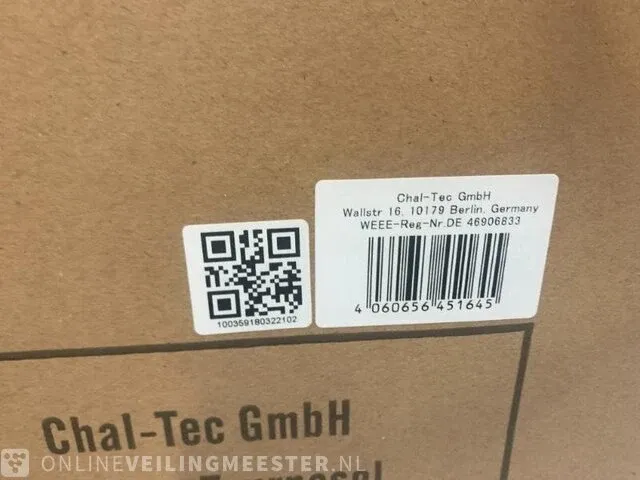 Chal-Tec GmbH
Wallstr 16, 10179 Berlin, Germany
WEEE-Reg-Nr.DE 46906833
4 060656 451645
100359180322102
Chal-Tec GmbH
ONLINEVEILINGMEESTER.NL